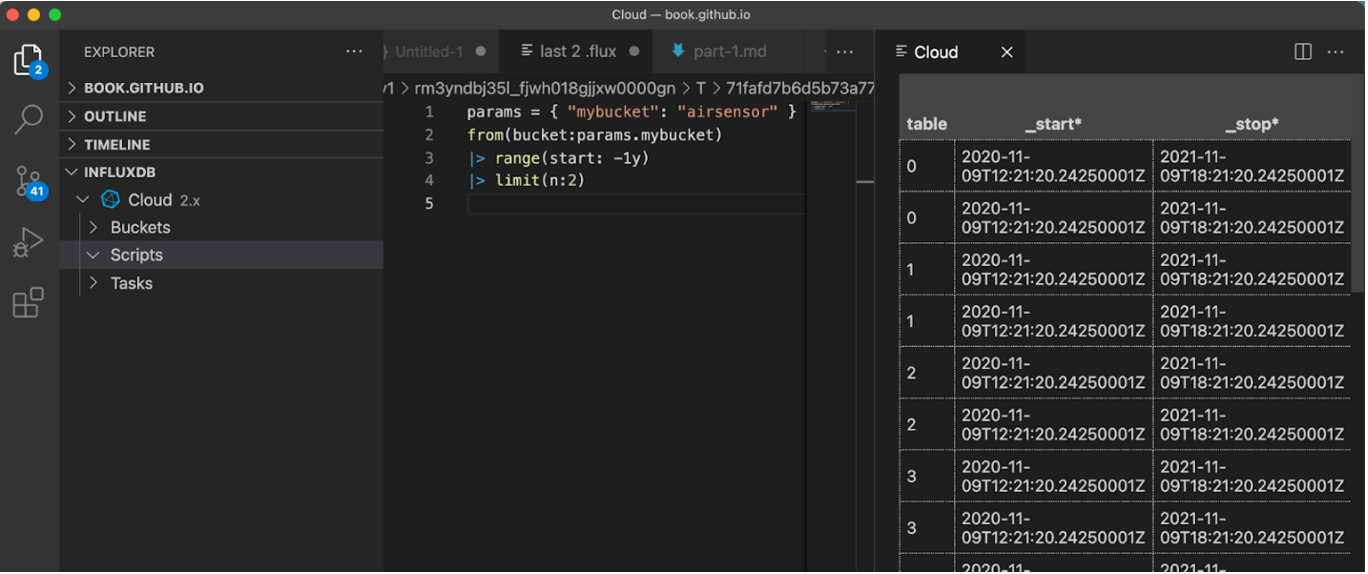 Cloud — book.github.io
EXPLORER ···
2
BOOK.GITHUB.IO
OUTLINE
TIMELINE
INFLUXDB
Cloud 2.x
Buckets
Scripts
Tasks
41
} Untitled-1
last 2 .flux
part-1.md
···
v1 > rm3yndbj35l_fjwh018gjjxw0000gn > T > 71fafd7b6d5b73a77
1 params = { "mybucket": "airsensor" }
2 from(bucket:params.mybucket)
3 |> range(start: -1y)
4 |> limit(n:2)
5
Cloud
···
table _start* _stop*
0 2020-11- 2021-11-
09T12:21:20.24250001Z 09T18:21:20.24250001Z
0 2020-11- 2021-11-
09T12:21:20.24250001Z 09T18:21:20.24250001Z
1 2020-11- 2021-11-
09T12:21:20.24250001Z 09T18:21:20.24250001Z
1 2020-11- 2021-11-
09T12:21:20.24250001Z 09T18:21:20.24250001Z
2 2020-11- 2021-11-
09T12:21:20.24250001Z 09T18:21:20.24250001Z
2 2020-11- 2021-11-
09T12:21:20.24250001Z 09T18:21:20.24250001Z
3 2020-11- 2021-11-
09T12:21:20.24250001Z 09T18:21:20.24250001Z
3 2020-11- 2021-11-
09T12:21:20.24250001Z 09T18:21:20.24250001Z
2020-11- 2021-11-